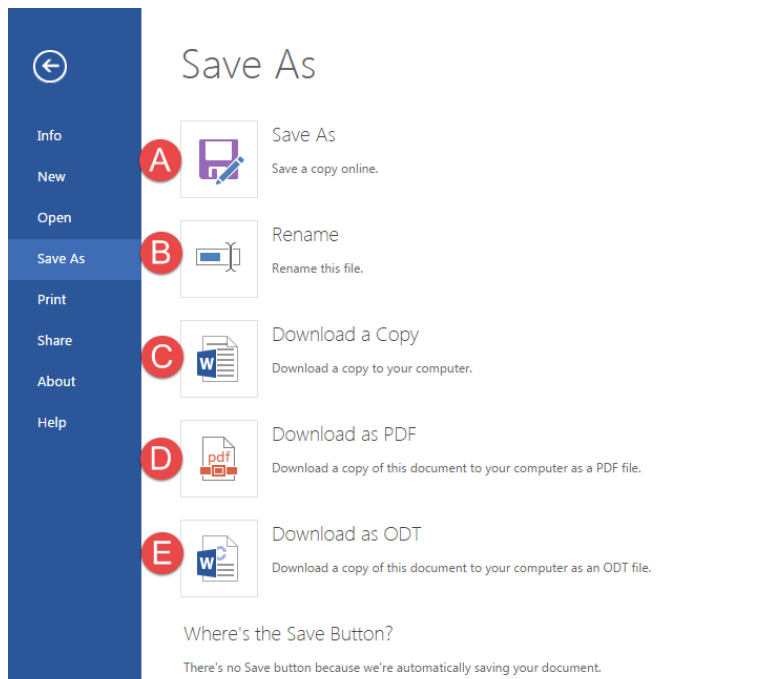 Save As
Info
New
Open
Save As
Print
Share
About
Help
A
Save As
Save a copy online.
B
Rename
Rename this file.
C
W
Download a Copy
Download a copy to your computer.
D
pdf
Download as PDF
Download a copy of this document to your computer as a PDF file.
E
W
Download as ODT
Download a copy of this document to your computer as an ODT file.
Where's the Save Button?
There's no Save button because we're automatically saving your document.